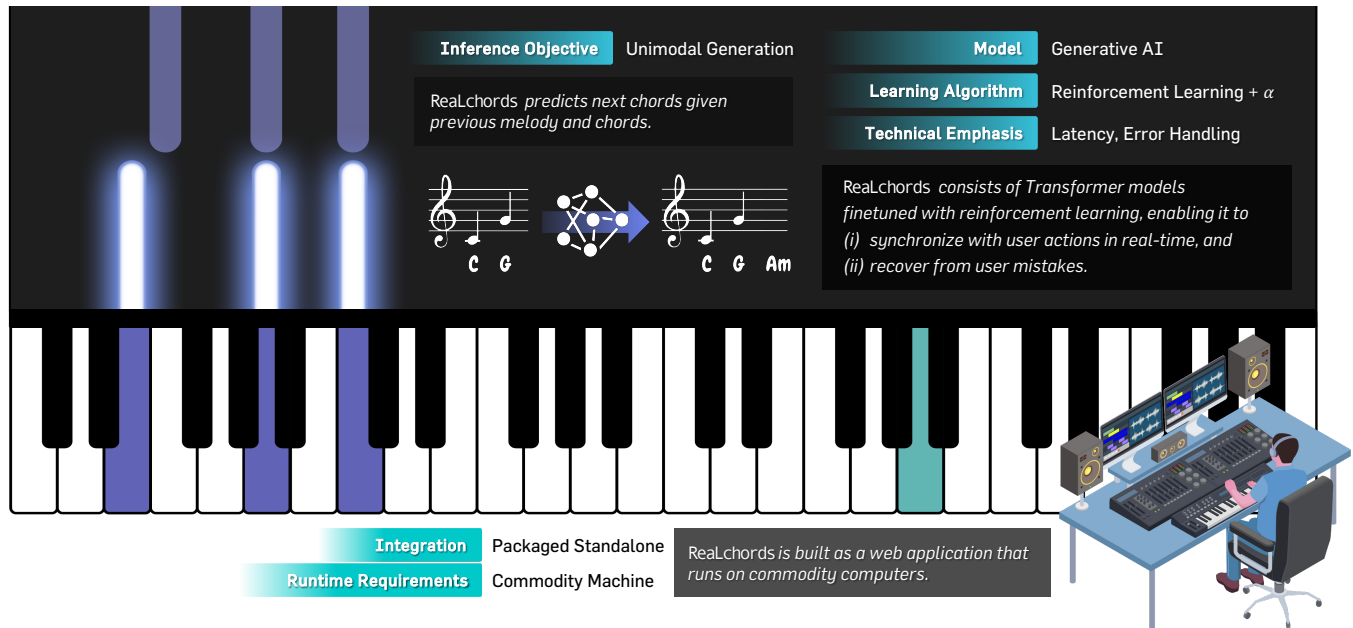 Inference Objective Unimodal Generation
ReaLchords predicts next chords given
previous melody and chords.
C G
C G Am
Model Generative AI
Learning Algorithm Reinforcement Learning + α
Technical Emphasis Latency, Error Handling
ReaLchords consists of Transformer models
finetuned with reinforcement learning, enabling it to
(i) synchronize with user actions in real-time, and
(ii) recover from user mistakes.
Integration Packaged Standalone
Runtime Requirements Commodity Machine
ReaLchords is built as a web application that
runs on commodity computers.